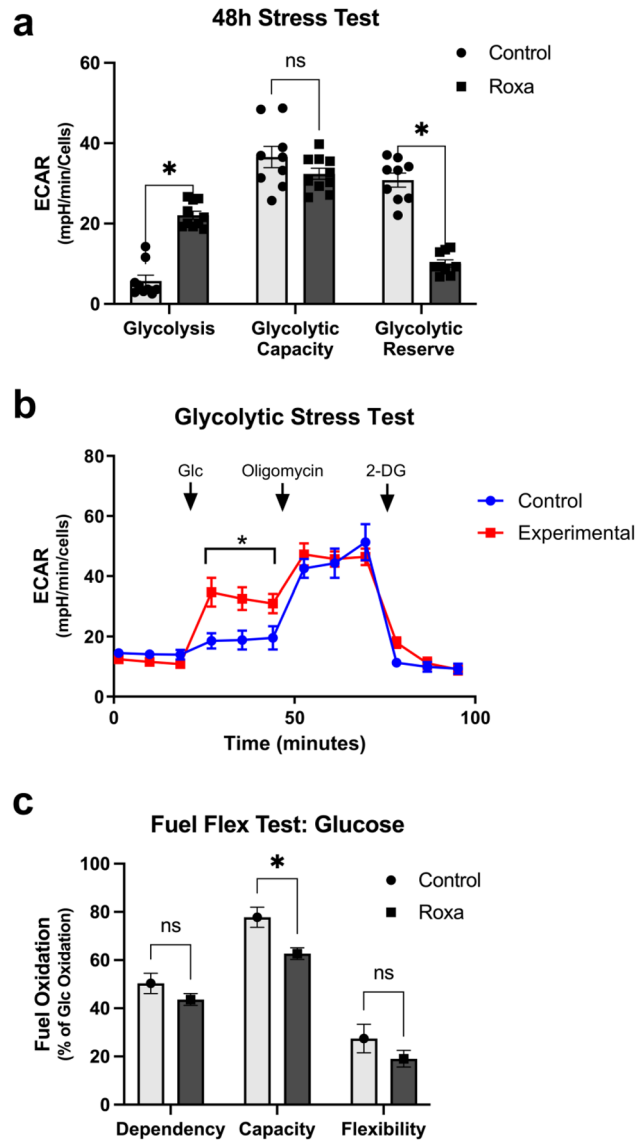 a
48h Stress Test
Control
Roxa
ECAR
(mpH/min/Cells)
60
40
20
0
*
ns
*
Glycolysis
Glycolytic
Capacity
Glycolytic
Reserve
b
Glycolytic Stress Test
ECAR
(mpH/min/cells)
80
60
40
20
0
Glc
Oligomycin
2-DG
*
Control
Experimental
0
50
100
Time (minutes)
c
Fuel Flex Test: Glucose
Fuel Oxidation
(% of Glc Oxidation)
100
80
60
40
20
0
ns
*
ns
Control
Roxa
Dependency
Capacity
Flexibility